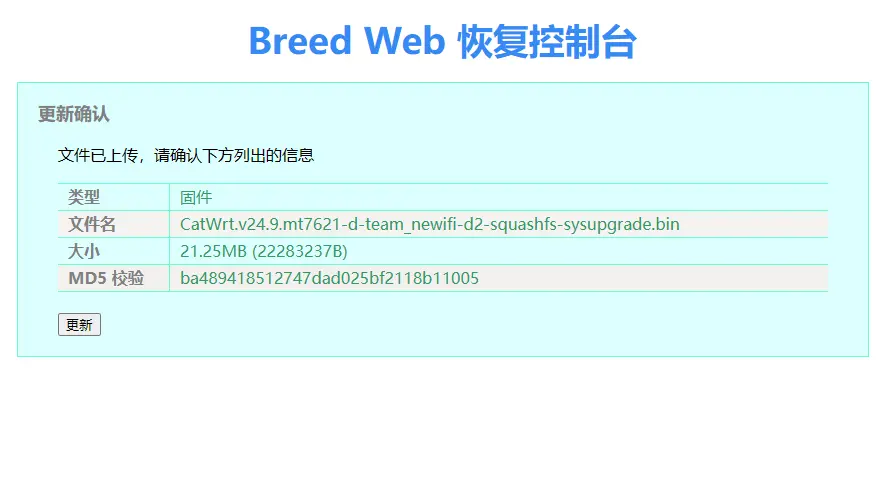 Breed Web 恢复控制台
更新确认
文件已上传，请确认下方列出的信息
类型 固件
文件名 CatWrt.v24.9.mt7621-d-team_newifi-d2-squashfs-sysupgrade.bin
大小 21.25MB (22283237B)
MD5 校验 ba489418512747dad025bf2118b11005
更新